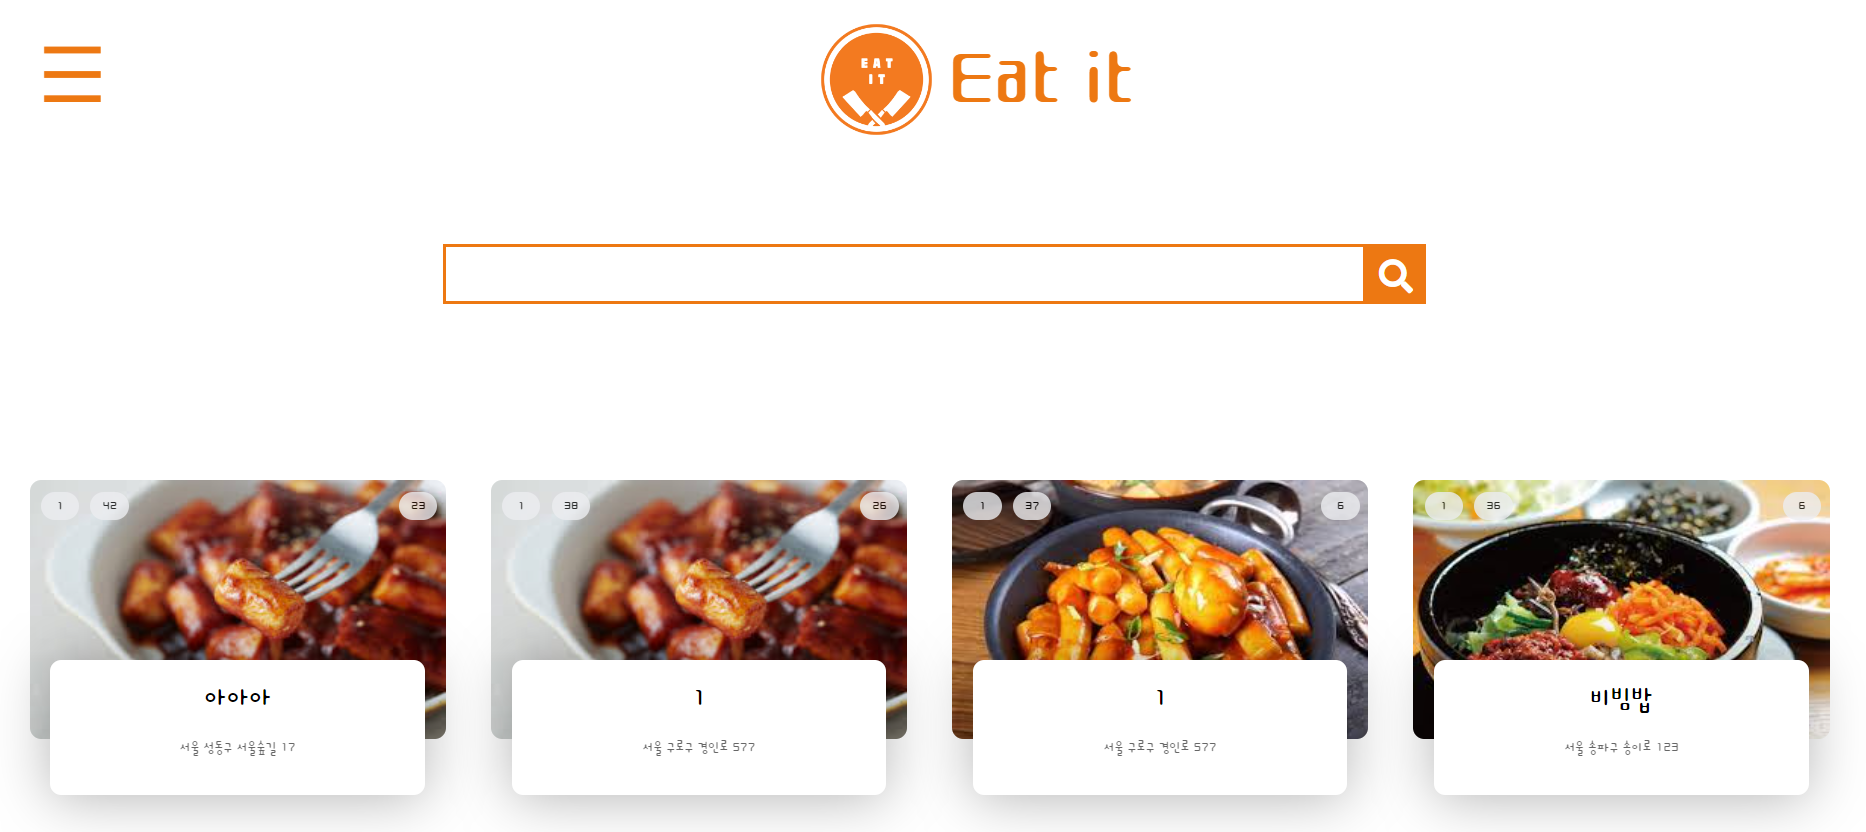 EAT
IT
Eat it
1 42 23
1 38 26
1 37 6
1 36 6
아아아
서울 성동구 서울숲길 17
1
서울 구로구 경인로 577
1
서울 구로구 경인로 577
비빔밥
서울 송파구 송이로 123